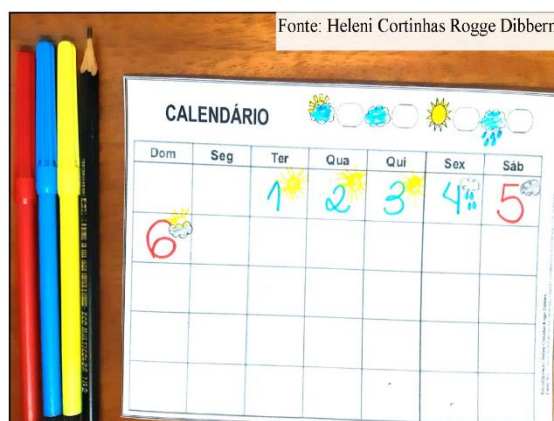 Fonte: Heleni Cortinhas Rogge Dibbern
CALENDÁRIO
Dom Seg Ter Qua Qui Sex Sáb
1 2 3 4 5
6